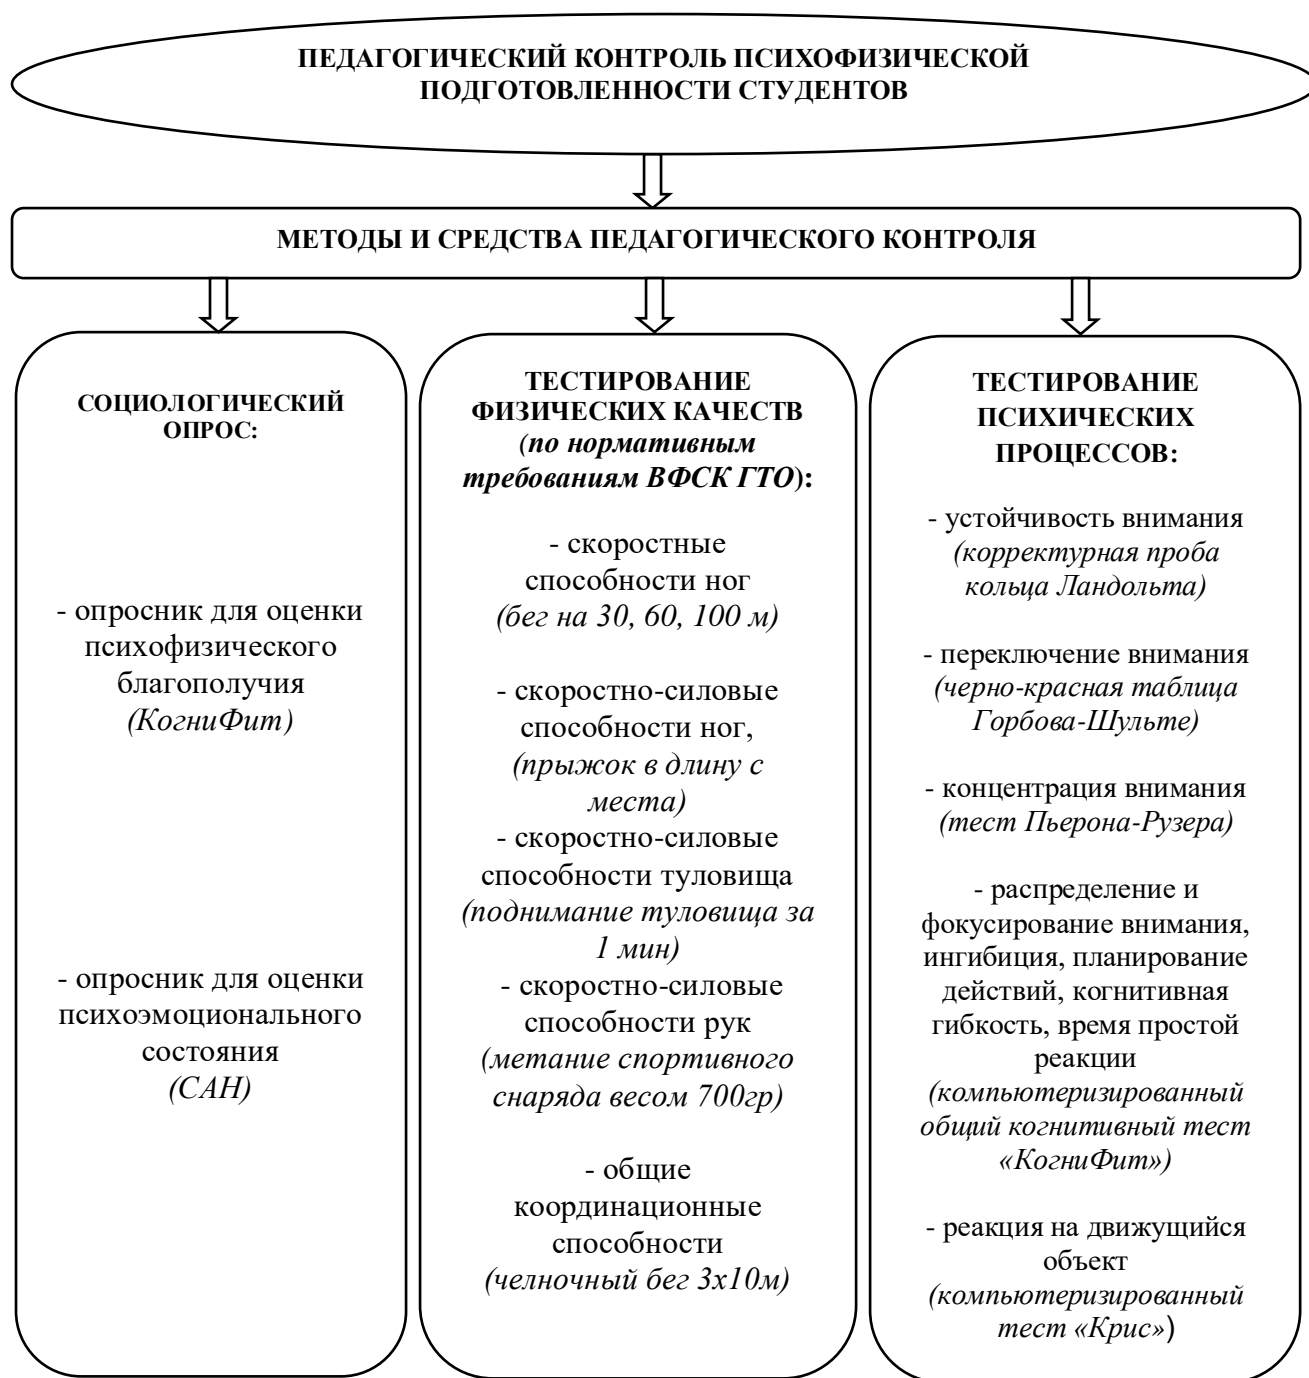 ПЕДАГОГИЧЕСКИЙ КОНТРОЛЬ ПСИХОФИЗИЧЕСКОЙ
ПОДГОТОВЛЕННОСТИ СТУДЕНТОВ
МЕТОДЫ И СРЕДСТВА ПЕДАГОГИЧЕСКОГО КОНТРОЛЯ
СОЦИОЛОГИЧЕСКИЙ
ОПРОС:
- опросник для оценки
психофизического
благополучия
(КогниФит)
- опросник для оценки
психоэмоционального
состояния
(САН)
ТЕСТИРОВАНИЕ
ФИЗИЧЕСКИХ КАЧЕСТВ
(по нормативным
требованиям ВФСК ГТО):
- скоростные
способности ног
(бег на 30, 60, 100 м)
- скоростно-силовые
способности ног,
(прыжок в длину с
места)
- скоростно-силовые
способности туловища
(поднимание туловища за
1 мин)
- скоростно-силовые
способности рук
(метание спортивного
снаряда весом 700гр)
- общие
координационные
способности
(челночный бег 3х10м)
ТЕСТИРОВАНИЕ
ПСИХИЧЕСКИХ
ПРОЦЕССОВ:
- устойчивость внимания
(корректурная проба
кольца Ландольта)
- переключение внимания
(черно-красная таблица
Горбова-Шульте)
- концентрация внимания
(тест Пьерона-Рузера)
- распределение и
фокусирование внимания,
ингибиция, планирование
действий, когнитивная
гибкость, время простой
реакции
(компьютеризированный
общий когнитивный тест
«КогниФит»)
- реакция на движущийся
объект
(компьютеризированный
тест «Крис»)